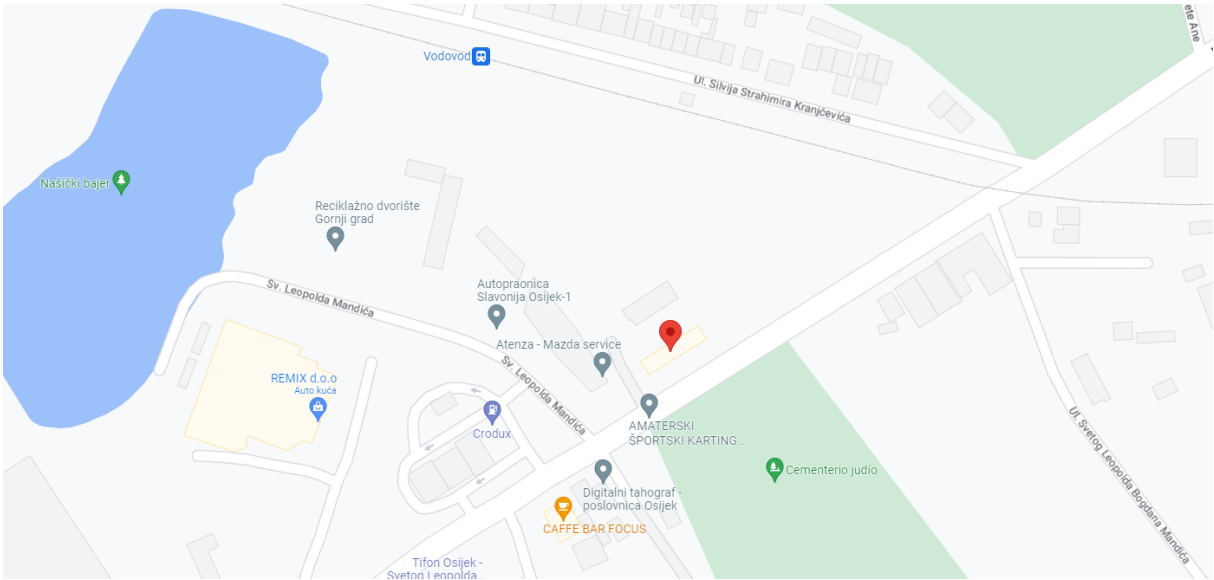 ete Ane
Vodovod
Ul. Silvija Strahimira Kranjčevića
Našički bajer
Reciklažno dvorište
Gornji grad
Sv. Leopolda Mandića
Autopraonica
Slavonija Osijek-1
Atenza - Mazda service
Sv. Leopolda Mandića
REMIX d.o.o
Auto kuća
Crodux
AMATERSKI
ŠPORTSKI KARTING...
Ul. Svetog Leopolda Bogdana Mandića
Cementerio judío
Digitalni tahograf -
poslovnica Osijek
CAFFE BAR FOCUS
Tifon Osijek -
Svetog Leopolda...